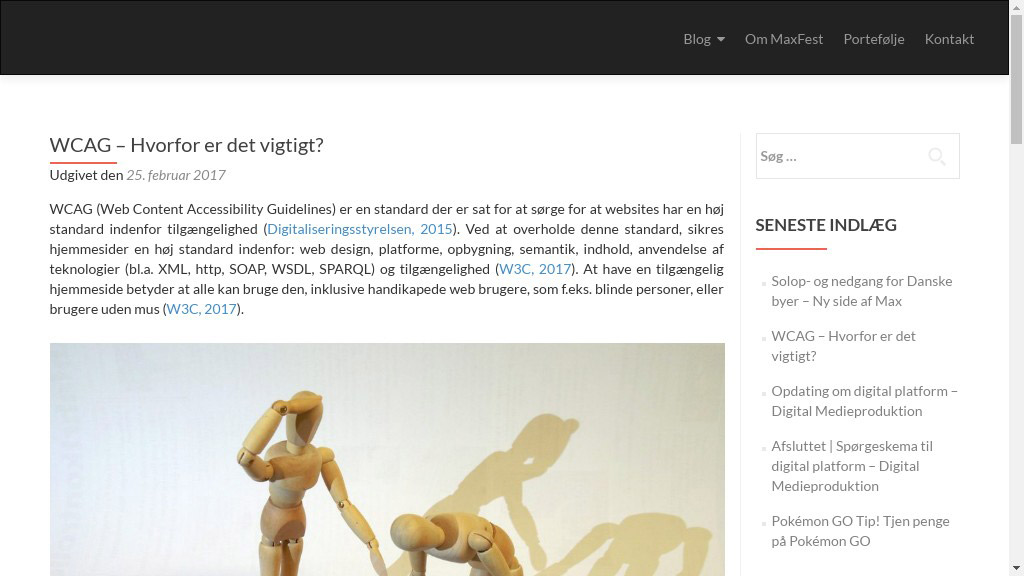 Blog
Om MaxFest
Portefølje
Kontakt
WCAG – Hvorfor er det vigtigt?
Udgivet den 25. februar 2017
WCAG (Web Content Accessibility Guidelines) er en standard der er sat for at sørge for at websites har en høj
standard indenfor tilgængelighed (Digitaliseringsstyrelsen, 2015). Ved at overholde denne standard, sikres
hjemmesider en høj standard indenfor: web design, platforme, opbygning, semantik, indhold, anvendelse af
teknologier (bl.a. XML, http, SOAP, WSDL, SPARQL) og tilgængelighed (W3C, 2017). At have en tilgængelig
hjemmeside betyder at alle kan bruge den, inklusive handikapede web brugere, som f.eks. blinde personer, eller
brugere uden mus (W3C, 2017).
Søg ...
SENESTE INDLÆG
Solop- og nedgang for Danske
byer – Ny side af Max
WCAG – Hvorfor er det
vigtigt?
Opdating om digital platform –
Digital Medieproduktion
Afsluttet | Spørgeskema til
digital platform – Digital
Medieproduktion
Pokémon GO Tip! Tjen penge
på Pokémon GO